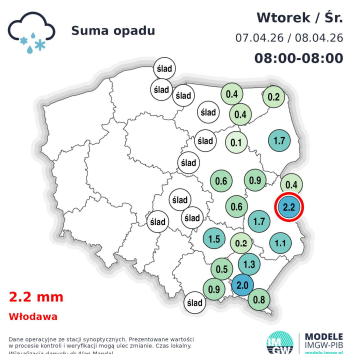 Suma opadu
Wtorek / Śr.
07.04.26 / 08.04.26
08:00-08:00
ślad
ślad
ślad
0.4
0.2
ślad
0.4
ślad
0.1
1.7
ślad
0.6
0.9
0.4
ślad
0.6
2.2
ślad
ślad
1.7
1.5
0.2
1.1
0.5
1.3
0.9
2.0
ślad
0.8
2.2 mm
Włodawa
Dane operacyjne ze stacji synoptycznych. Prezentowane wartości
w procesie kontroli i weryfikacji mogą ulec zmianie. Czas lokalny.
IMGW
MODELE
IMGW-PIB